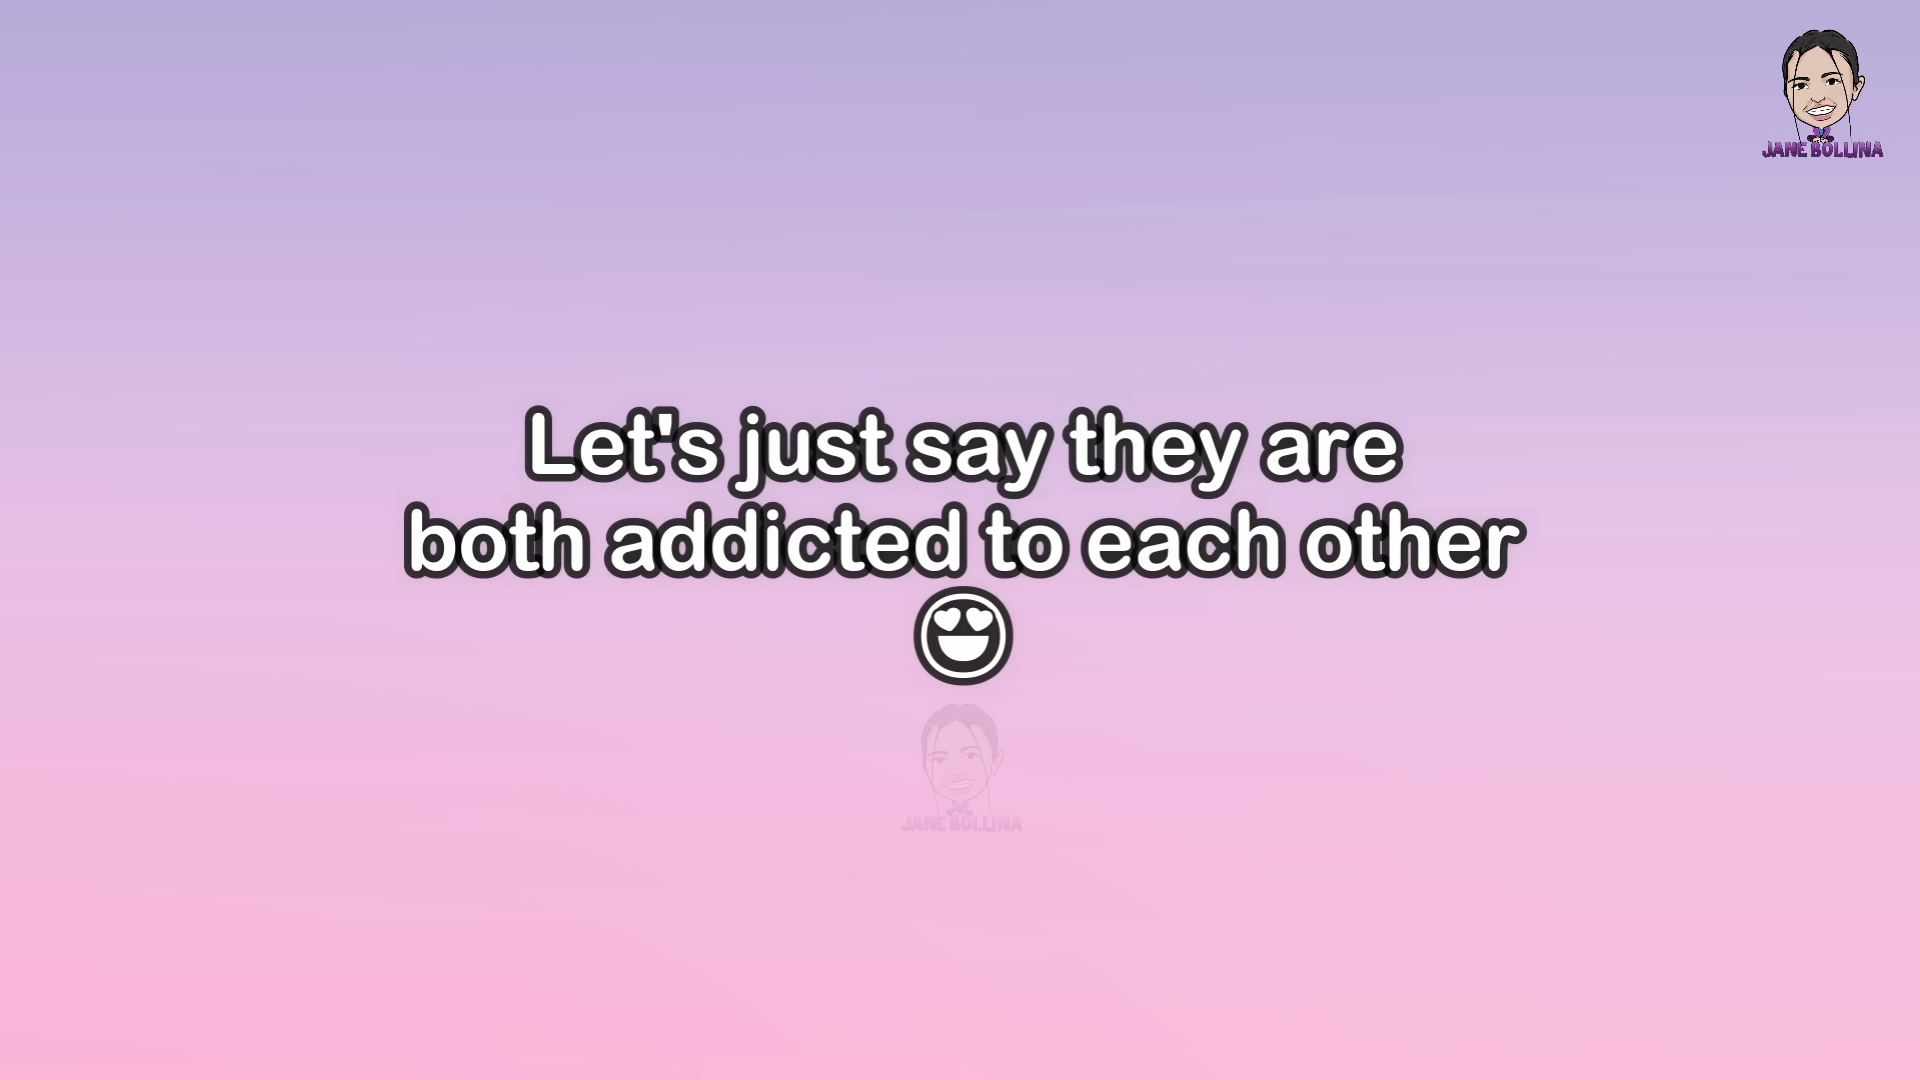 JANE BOLLINA
Let's just say they are
both addicted to each other
😍
JANE BOLLINA